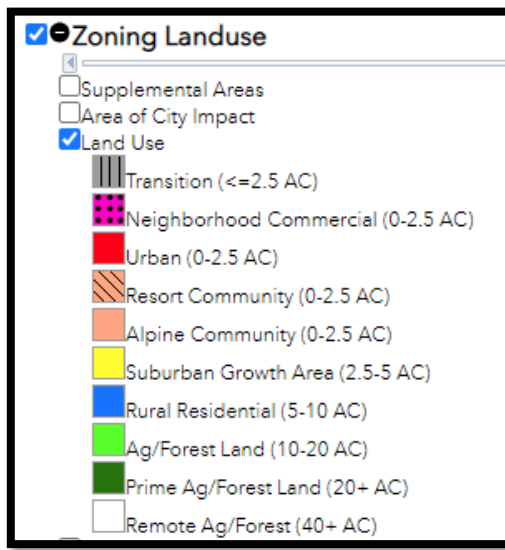 Zoning Landuse
Supplemental Areas
Area of City Impact
Land Use
Transition (<=2.5 AC)
Neighborhood Commercial (0-2.5 AC)
Urban (0-2.5 AC)
Resort Community (0-2.5 AC)
Alpine Community (0-2.5 AC)
Suburban Growth Area (2.5-5 AC)
Rural Residential (5-10 AC)
Ag/Forest Land (10-20 AC)
Prime Ag/Forest Land (20+ AC)
Remote Ag/Forest (40+ AC)